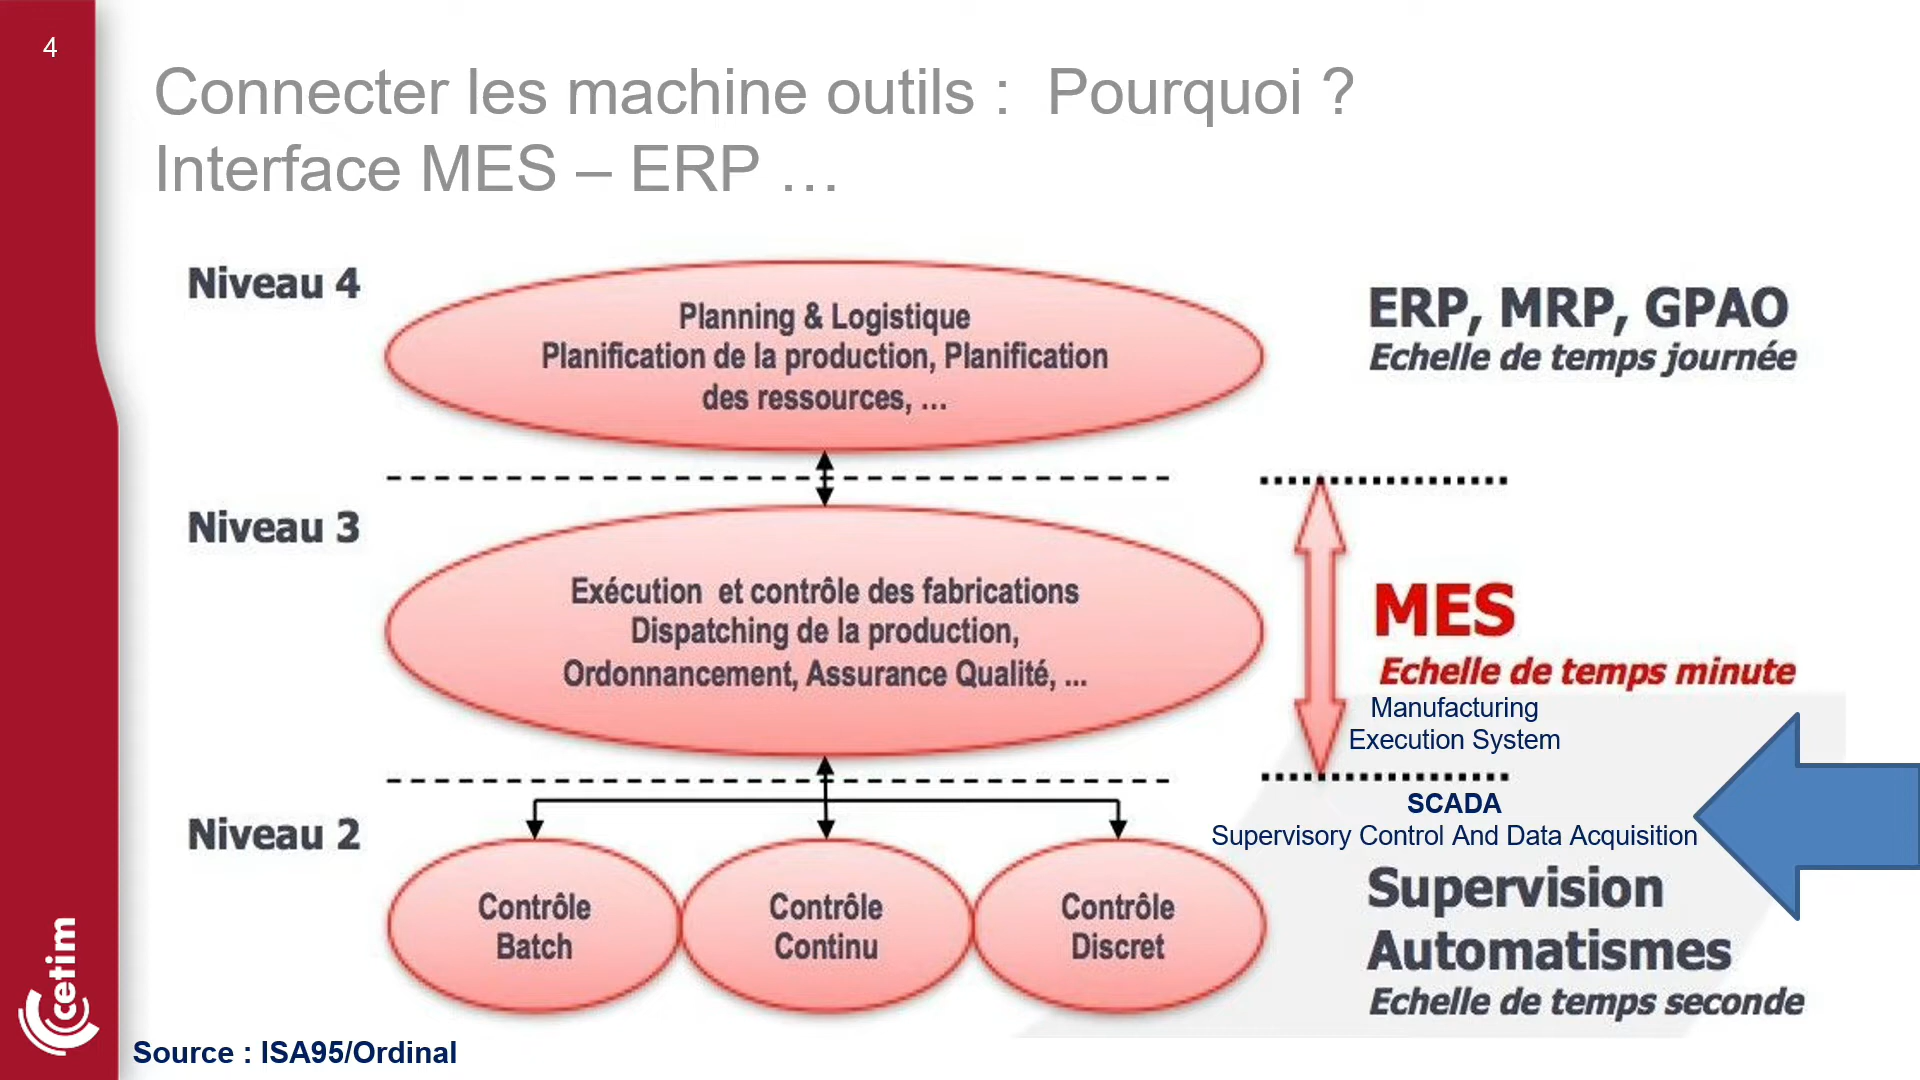 4
Connecter les machine outils :  Pourquoi ?
Interface MES – ERP …
Niveau 4
Planning & Logistique
Planification de la production, Planification
des ressources, ...
ERP, MRP, GPAO
Echelle de temps journée
Niveau 3
Exécution  et contrôle des fabrications
Dispatching de la production,
Ordonnancement, Assurance Qualité, ...
MES
Echelle de temps minute
Manufacturing
Execution System
Niveau 2
SCADA
Supervisory Control And Data Acquisition
Contrôle
Batch
Contrôle
Continu
Contrôle
Discret
Supervision
Automatismes
Echelle de temps seconde
cetim
Source : ISA95/Ordinal